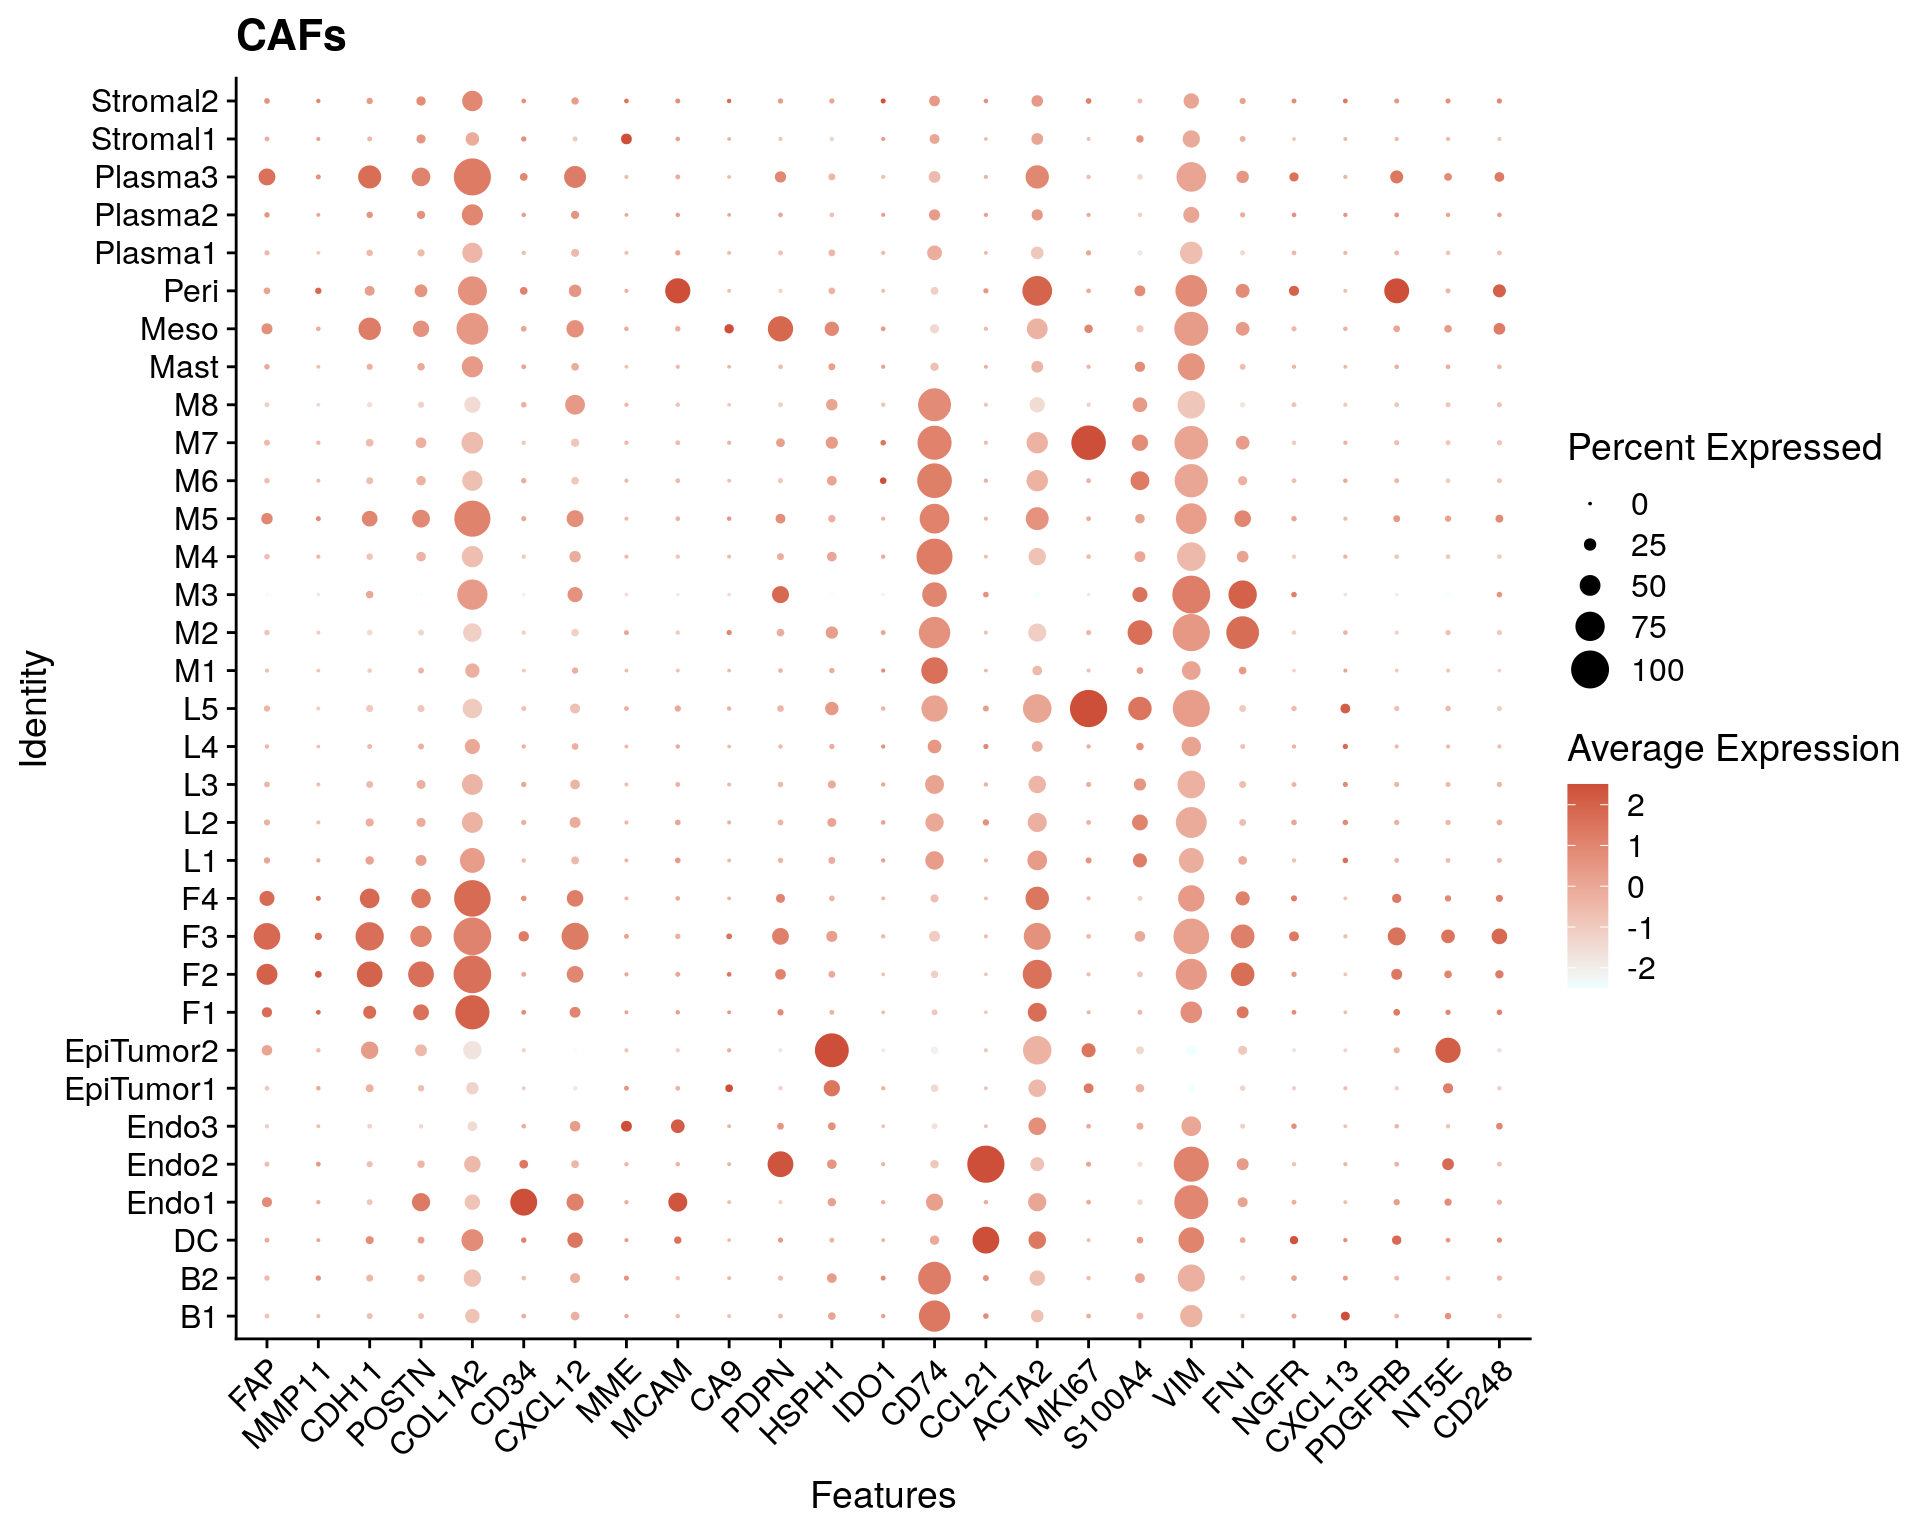 CAFs
Stromal2
Stromal1
Plasma3
Plasma2
Plasma1
Peri
Meso
Mast
M8
M7
M6
M5
M4
M3
M2
M1
L5
L4
L3
L2
L1
F4
F3
F2
F1
EpiTumor2
EpiTumor1
Endo3
Endo2
Endo1
DC
B2
B1
Identity
FAP
MMP11
CDH11
POSTN
COL1A2
CD34
CXCL12
MME
MCAM
CA9
PDPN
HSPH1
IDO1
CD74
CCL21
ACTA2
MKI67
S100A4
VIM
FN1
NGFR
CXCL13
PDGFRB
NT5E
CD248
Features
Percent Expressed
0
25
50
75
100
Average Expression
2
1
0
-1
-2